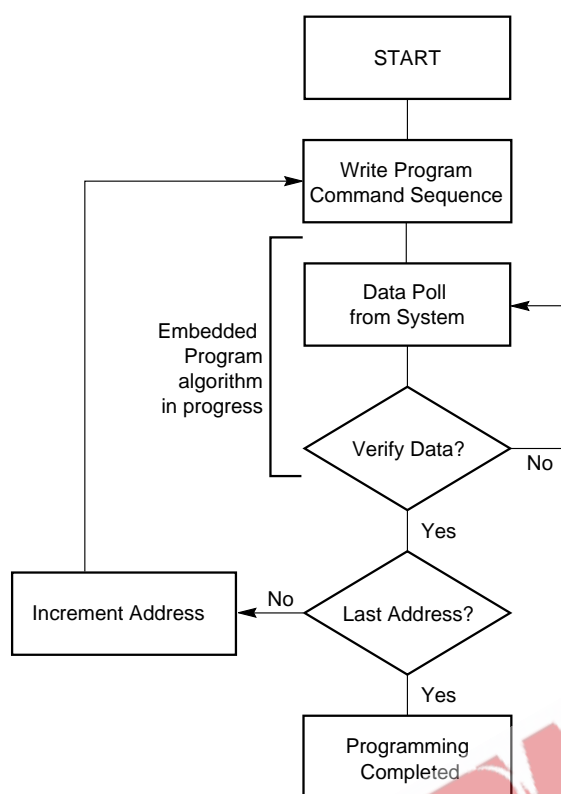 START
Write Program
Command Sequence
Data Poll
from System
Embedded
Program
algorithm
in progress
Verify Data?
No
Yes
Increment Address
No
Last Address?
Yes
Programming
Completed